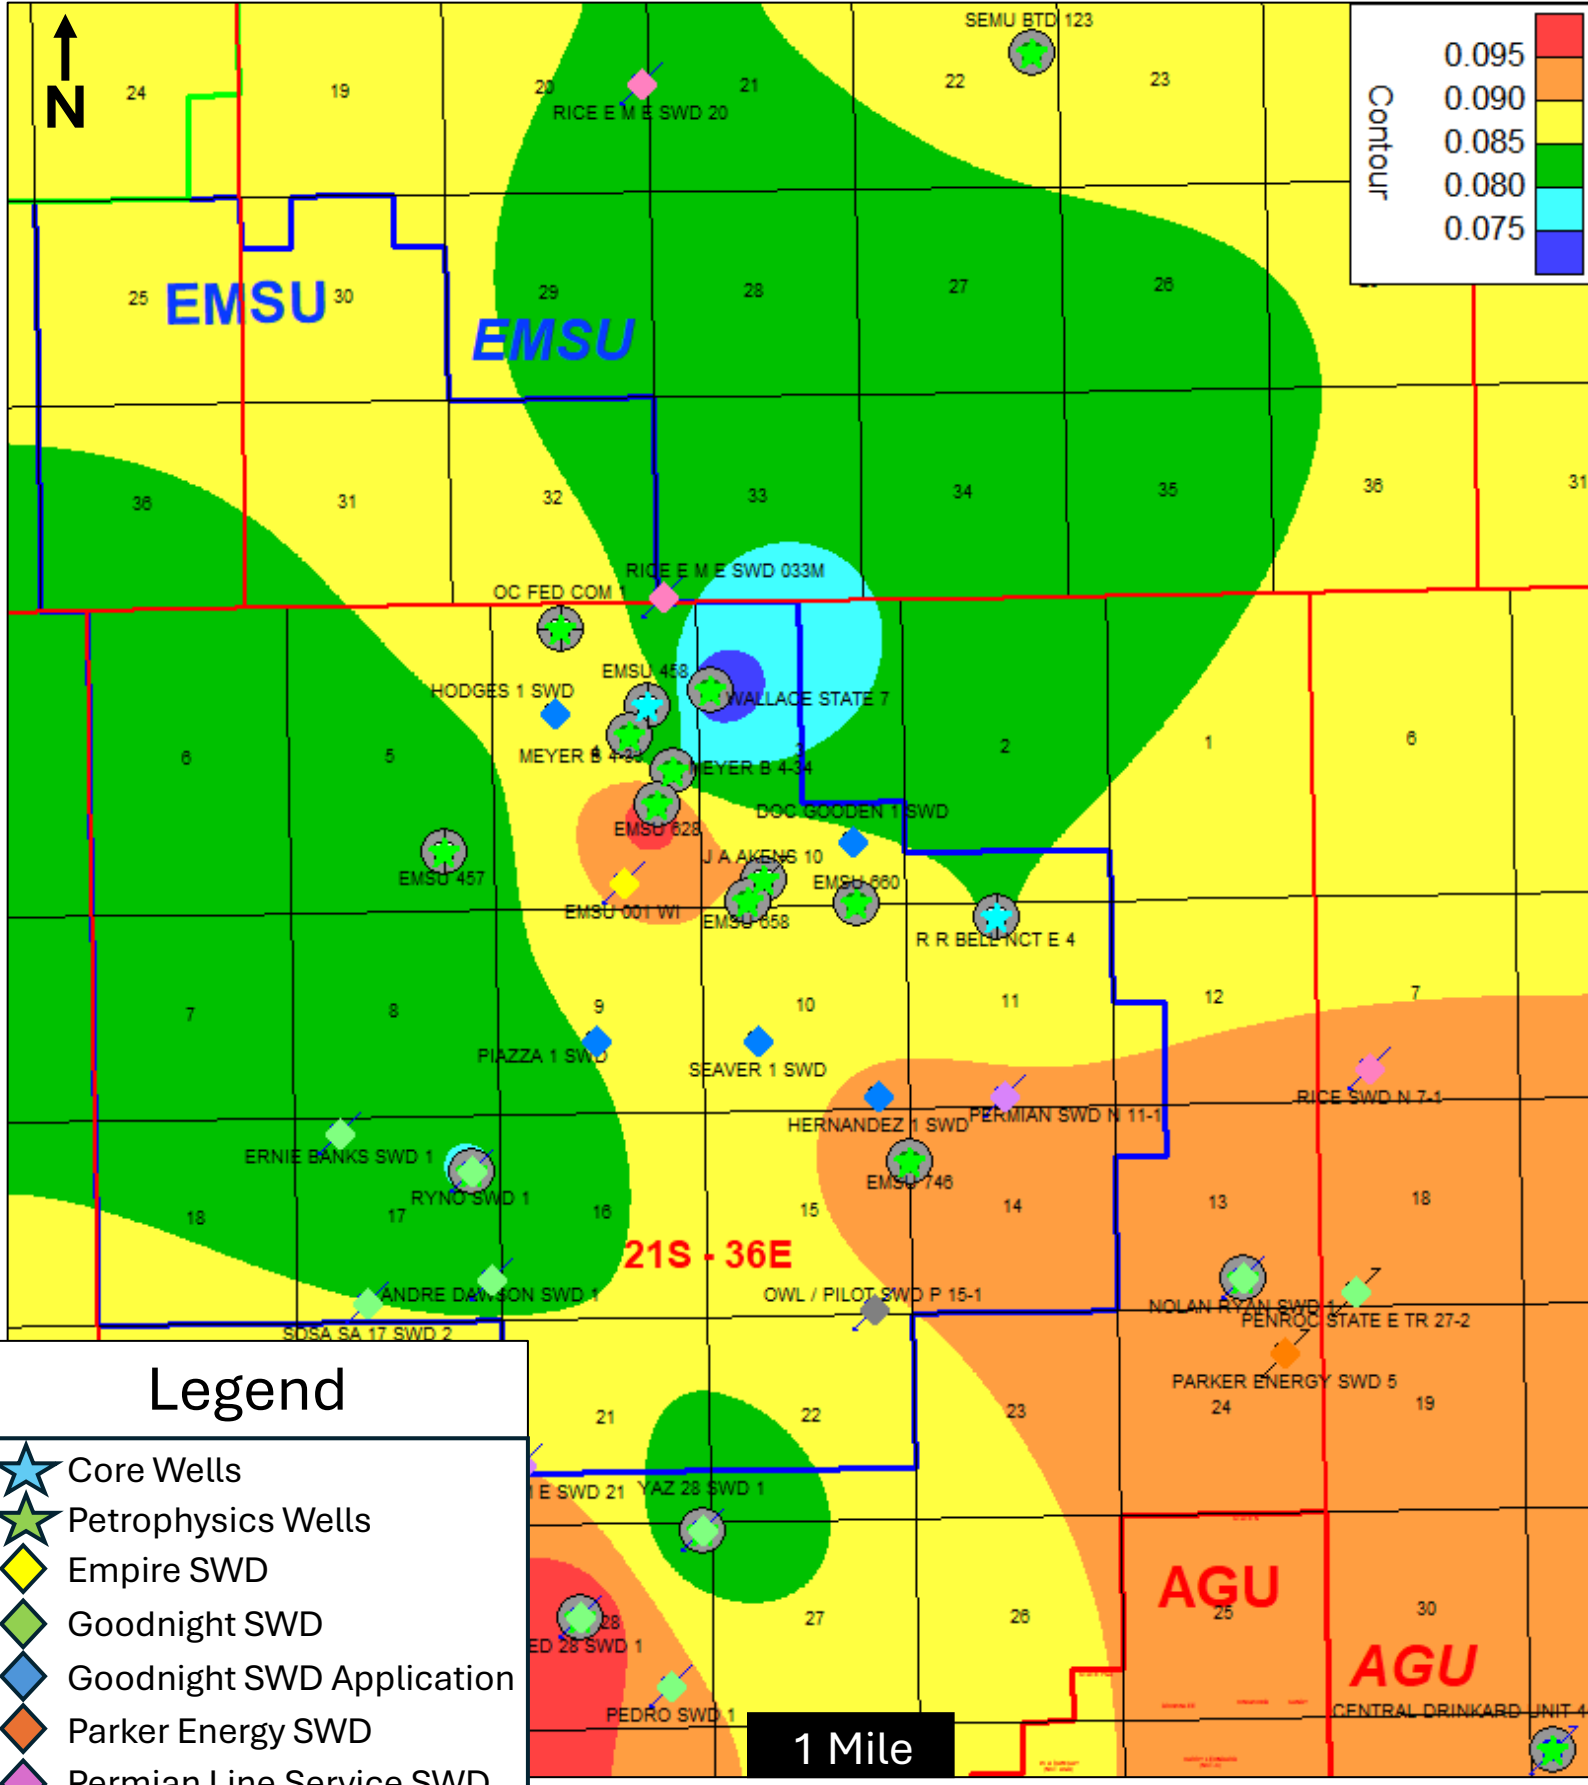 SEMU BTD 123
N
24
19
20
21
22
23
RICE E M E SWD 20
Contour
0.095
0.090
0.085
0.080
0.075
25
EMSU
30
29
28
27
26
EMSU
36
31
32
33
34
35
36
31
RICE E M E SWD 033M
OC FED COM 1
EMSU 458
HODGES 1 SWD
WALLACE STATE 7
6
5
MEYER B 4-33
MEYER B 4-34
2
1
6
DOC GOODEN 1 SWD
EMSU 628
J A AKENS 10
EMSU 457
EMSU 660
EMSU 001 WI
EMSU 658
R R BELL NCT E 4
7
8
9
10
11
12
7
PIAZZA 1 SWD
SEAVER 1 SWD
RICE SWD N 7-1
HERNANDEZ 1 SWD
PERMIAN SWD N 11-1
ERNIE BANKS SWD 1
EMSU 746
RYNO SWD 1
18
17
16
15
14
13
18
21S - 36E
ANDRE DAWSON SWD 1
OWL / PILOT SWD P 15-1
NOLAN RYAN SWD 1
PENROC STATE E TR 27-2
SOSA SA 17 SWD 2
PARKER ENERGY SWD 5
21
22
23
24
19
E SWD 21
YAZ 28 SWD 1
AGU
28
27
26
25
30
ED 28 SWD 1
AGU
PEDRO SWD 1
CENTRAL DRINKARD UNIT 4
1 Mile
Legend
Core Wells
Petrophysics Wells
Empire SWD
Goodnight SWD
Goodnight SWD Application
Parker Energy SWD
Permian Line Service SWD